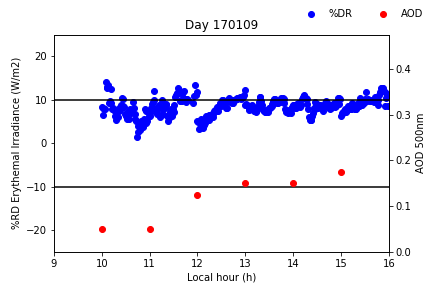 %DR AOD
Day 170109
%RD Erythermal Irradiance (W/m2)
20
10
0
−10
−20
0.4
0.3
0.2
0.1
0.0
AOD 500nm
9 10 11 12 13 14 15 16
Local hour (h)